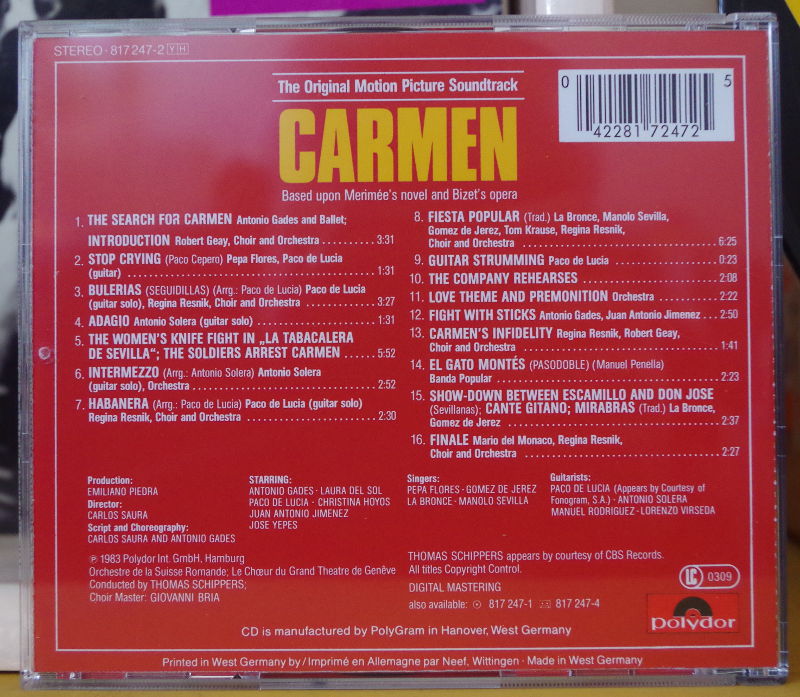 STEREO · 817 247-2 Y H
The Original Motion Picture Soundtrack
CARMEN
Based upon Merimée's novel and Bizet's opera
0 42281 72472 5
1. THE SEARCH FOR CARMEN Antonio Gades and Ballet;
INTRODUCTION Robert Geay, Choir and Orchestra .......... 3:31
2. STOP CRYING (Paco Cepero) Pepa Flores, Paco de Lucia
(guitar) .......... 1:31
3. BULERIAS (SEGUIDILLAS) (Arrg.: Paco de Lucia) Paco de Lucia
(guitar solo), Regina Resnik, Choir and Orchestra .......... 3:27
4. ADAGIO Antonio Solera (guitar solo) .......... 1:31
5. THE WOMEN'S KNIFE FIGHT IN „LA TABACALERA
DE SEVILLA“; THE SOLDIERS ARREST CARMEN ...... 5:52
6. INTERMEZZO (Arrg.: Antonio Solera) Antonio Solera
(guitar solo), Orchestra .......... 2:52
7. HABANERA (Arrg.: Paco de Lucia) Paco de Lucia (guitar solo)
Regina Resnik, Choir and Orchestra .......... 2:30
8. FIESTA POPULAR (Trad.) La Bronce, Manolo Sevilla,
Gomez de Jerez, Tom Krause, Regina Resnik,
Choir and Orchestra .......... 6:25
9. GUITAR STRUMMING Paco de Lucia .......... 0:23
10. THE COMPANY REHEARSES .......... 2:08
11. LOVE THEME AND PREMONITION Orchestra .......... 2:22
12. FIGHT WITH STICKS Antonio Gades, Juan Antonio Jimenez ... 2:50
13. CARMEN'S INFIDELITY Regina Resnik, Robert Geay,
Choir and Orchestra .......... 1:41
14. EL GATO MONTÉS (PASODOBLE) (Manuel Penella)
Banda Popular .......... 2:23
15. SHOW-DOWN BETWEEN ESCAMILLO AND DON JOSE
(Sevillanas); CANTE GITANO; MIRABRAS (Trad.) La Bronce,
Gomez de Jerez .......... 2:37
16. FINALE Mario del Monaco, Regina Resnik,
Choir and Orchestra .......... 2:27
Production:
EMILIANO PIEDRA
Director:
CARLOS SAURA
Script and Choreography:
CARLOS SAURA AND ANTONIO GADES
STARRING:
ANTONIO GADES · LAURA DEL SOL
PACO DE LUCIA · CHRISTINA HOYOS
JUAN ANTONIO JIMENEZ
JOSE YEPES
Singers:
PEPA FLORES · GOMEZ DE JEREZ
LA BRONCE · MANOLO SEVILLA
Guitarists:
PACO DE LUCIA (Appears by Courtesy of
Fonogram, S.A.) · ANTONIO SOLERA
MANUEL RODRIGUEZ · LORENZO VIRSEDA
℗ 1983 Polydor Int. GmbH, Hamburg
Orchestre de la Suisse Romande; Le Chœur du Grand Theatre de Genêve
Conducted by THOMAS SCHIPPERS;
Choir Master: GIOVANNI BRIA
THOMAS SCHIPPERS appears by courtesy of CBS Records.
All titles Copyright Control.
DIGITAL MASTERING
also available: 817 247-1 817 247-4
LC 0309
polydor
CD is manufactured by PolyGram in Hanover, West Germany
Printed in West Germany by / Imprimé en Allemagne par Neef, Wittingen · Made in West Germany